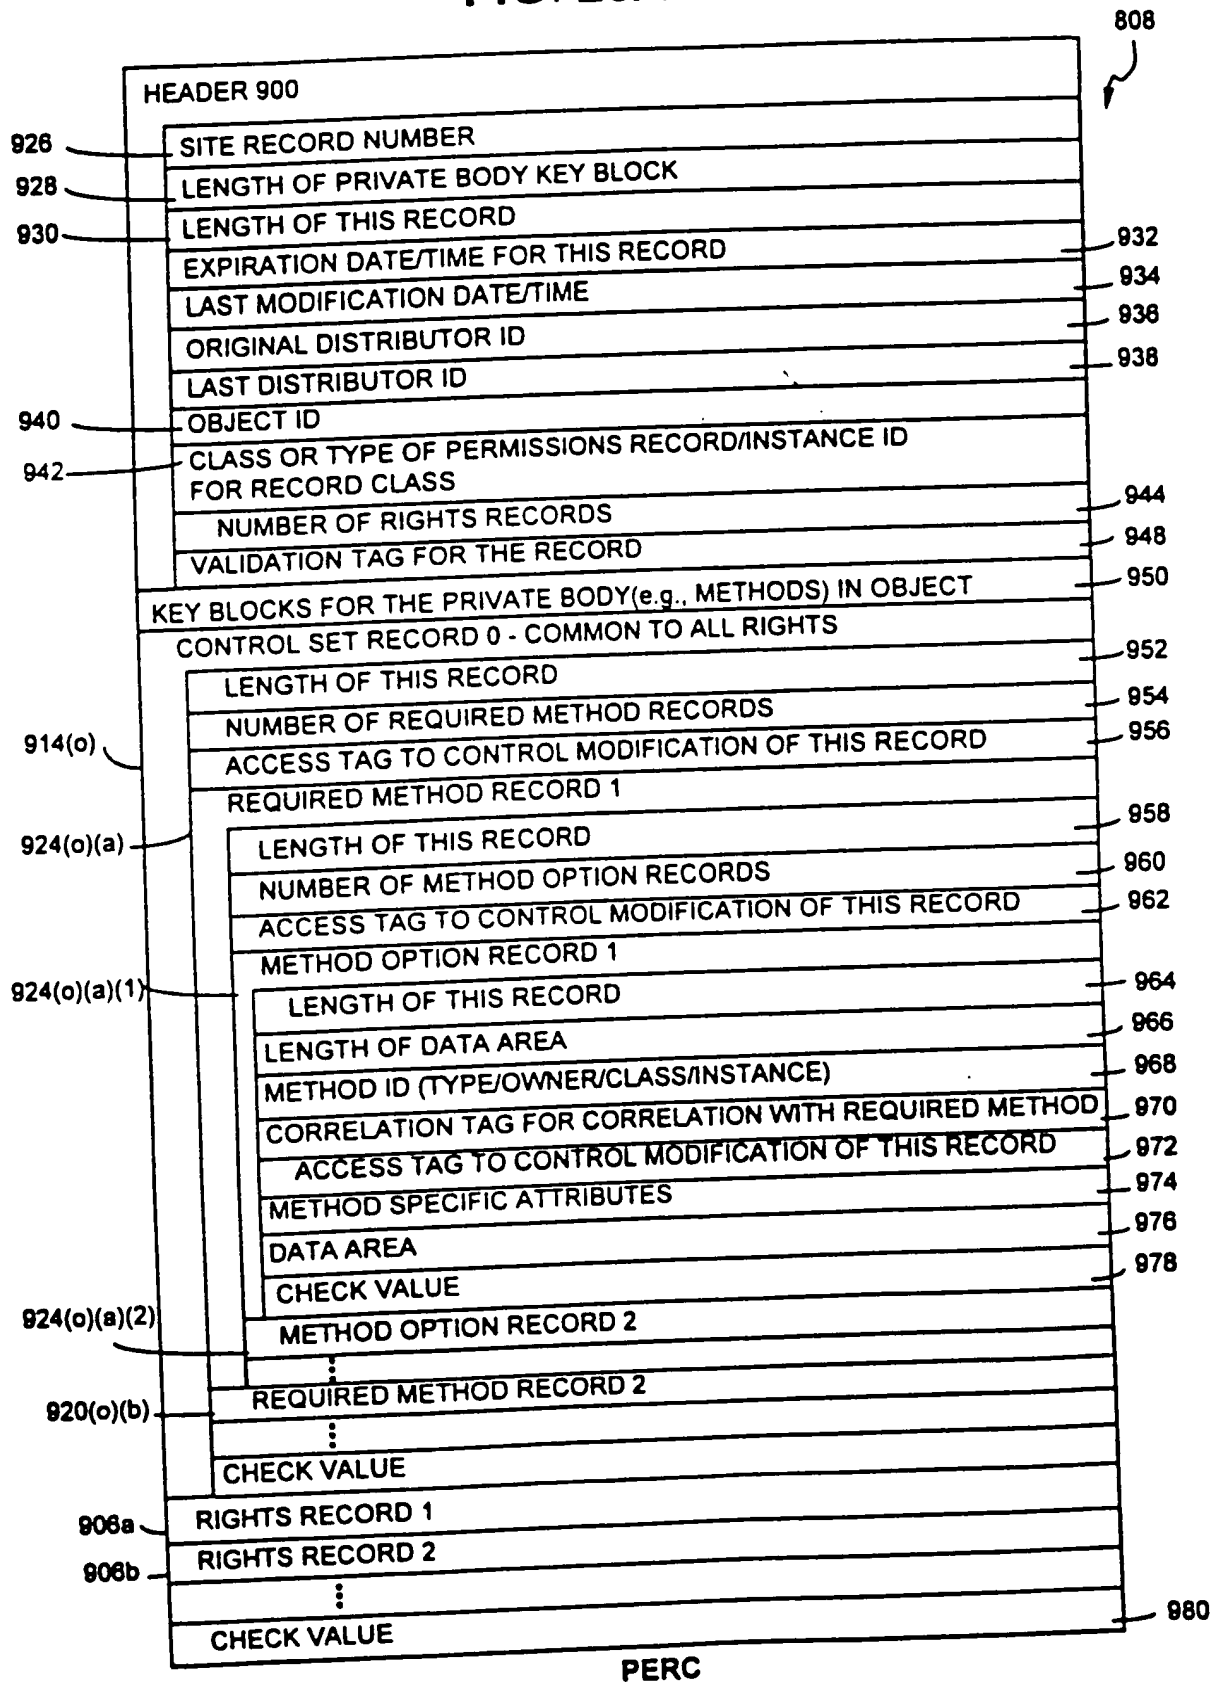 808
HEADER 900
926 SITE RECORD NUMBER
928 LENGTH OF PRIVATE BODY KEY BLOCK
930 LENGTH OF THIS RECORD
EXPIRATION DATE/TIME FOR THIS RECORD 932
LAST MODIFICATION DATE/TIME 934
ORIGINAL DISTRIBUTOR ID 936
LAST DISTRIBUTOR ID 938
940 OBJECT ID
942 CLASS OR TYPE OF PERMISSIONS RECORD/INSTANCE ID
FOR RECORD CLASS
NUMBER OF RIGHTS RECORDS 944
VALIDATION TAG FOR THE RECORD 948
KEY BLOCKS FOR THE PRIVATE BODY(e.g., METHODS) IN OBJECT 950
CONTROL SET RECORD 0 - COMMON TO ALL RIGHTS
LENGTH OF THIS RECORD 952
NUMBER OF REQUIRED METHOD RECORDS 954
914(o) ACCESS TAG TO CONTROL MODIFICATION OF THIS RECORD 956
REQUIRED METHOD RECORD 1
924(o)(a) LENGTH OF THIS RECORD 958
NUMBER OF METHOD OPTION RECORDS 960
ACCESS TAG TO CONTROL MODIFICATION OF THIS RECORD 962
METHOD OPTION RECORD 1
924(o)(a)(1) LENGTH OF THIS RECORD 964
LENGTH OF DATA AREA 966
METHOD ID (TYPE/OWNER/CLASS/INSTANCE) 968
CORRELATION TAG FOR CORRELATION WITH REQUIRED METHOD 970
ACCESS TAG TO CONTROL MODIFICATION OF THIS RECORD 972
METHOD SPECIFIC ATTRIBUTES 974
DATA AREA 976
CHECK VALUE 978
924(o)(a)(2) METHOD OPTION RECORD 2
920(o)(b) REQUIRED METHOD RECORD 2
CHECK VALUE
906a RIGHTS RECORD 1
906b RIGHTS RECORD 2
CHECK VALUE 980
PERC